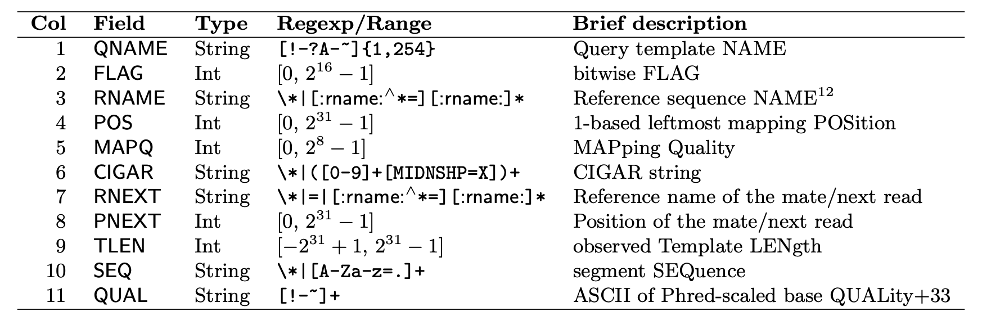 Col Field Type Regexp/Range Brief description
1 QNAME String [!-?A-~]{1,254} Query template NAME
2 FLAG Int [0, 2^16 − 1] bitwise FLAG
3 RNAME String \*|[:rname:^*=][:rname:]* Reference sequence NAME^12
4 POS Int [0, 2^31 − 1] 1-based leftmost mapping POSition
5 MAPQ Int [0, 2^8 − 1] MAPping Quality
6 CIGAR String \*|([0-9]+[MIDNSHP=X])+ CIGAR string
7 RNEXT String \*|=|[:rname:^*=][:rname:]* Reference name of the mate/next read
8 PNEXT Int [0, 2^31 − 1] Position of the mate/next read
9 TLEN Int [−2^31 + 1, 2^31 − 1] observed Template LENgth
10 SEQ String \*|[A-Za-z=.]+ segment SEQuence
11 QUAL String [!-~]+ ASCII of Phred-scaled base QUALity+33